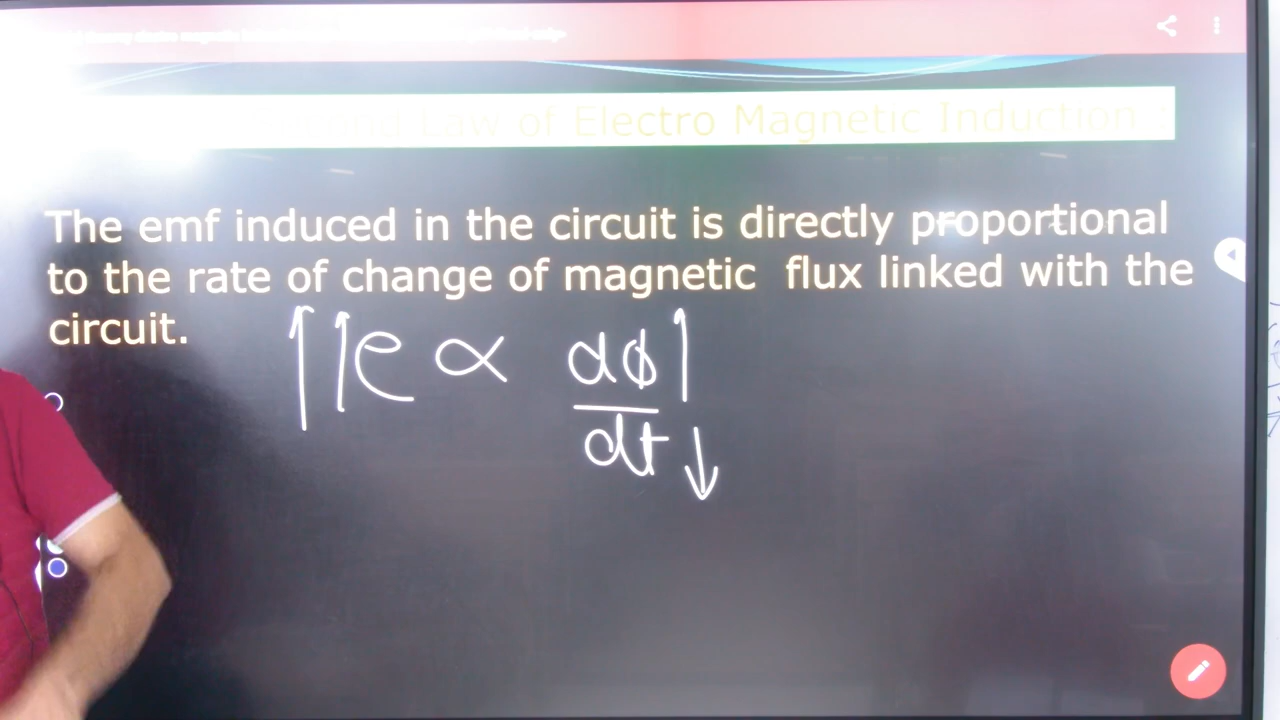 Law of Electro Magnetic Induction :
The emf induced in the circuit is directly proportional
to the rate of change of magnetic flux linked with the
circuit.
↑ ↑ e ∝ dϕ ↑
dt ↓